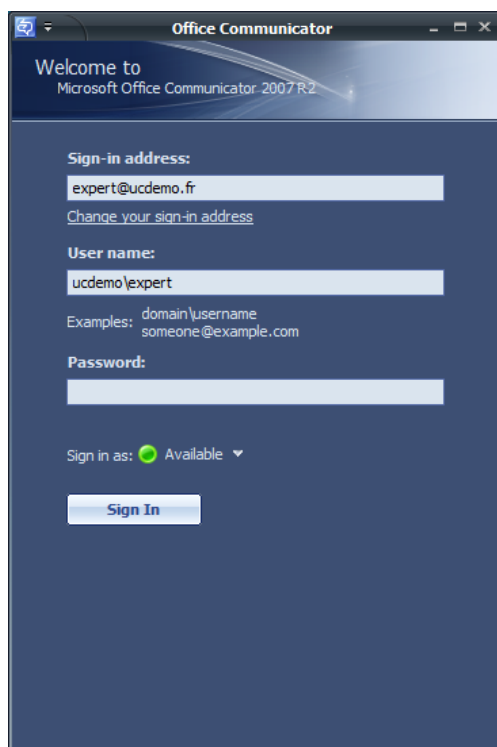 Office Communicator
Welcome to
Microsoft Office Communicator 2007 R2
Sign-in address:
expert@ucdemo.fr
Change your sign-in address
User name:
ucdemo\expert
Examples: domain\username
someone@example.com
Password:
Sign in as: Available
Sign In